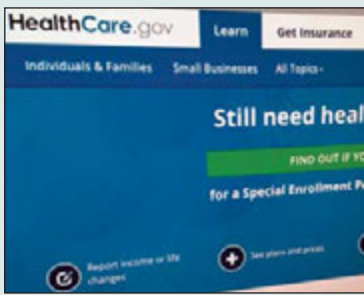 HealthCare.gov Learn Get Insurance
Individuals & Families Small Businesses All Topics
Still need heal
FIND OUT IF YO
for a Special Enrollment Pe
Report income or life
changes
See plans and prices